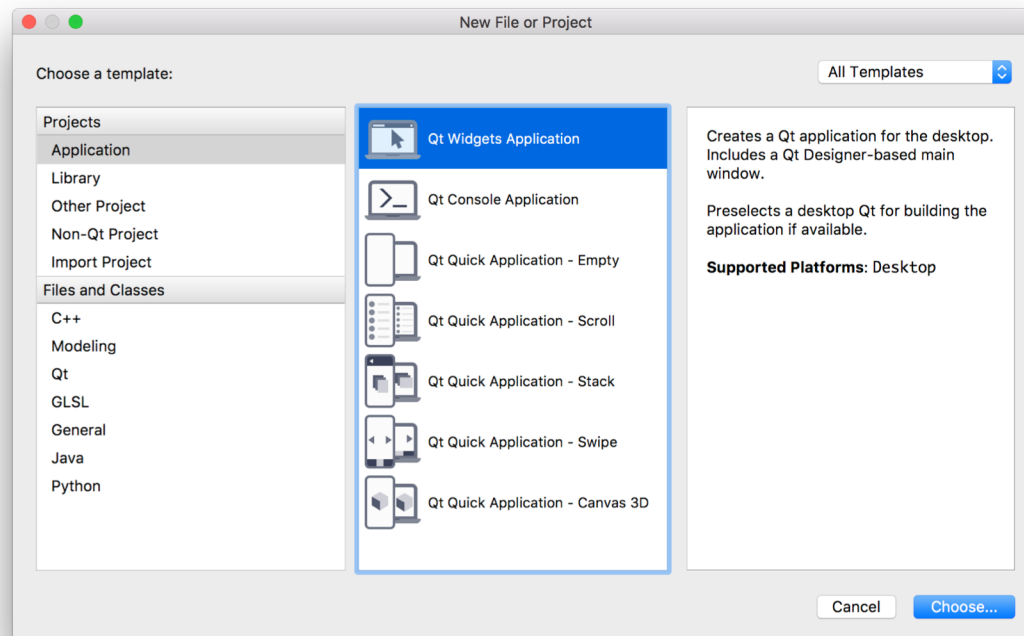 New File or Project
Choose a template:
All Templates
Projects
Application
Library
Other Project
Non-Qt Project
Import Project
Files and Classes
C++
Modeling
Qt
GLSL
General
Java
Python
Qt Widgets Application
Qt Console Application
Qt Quick Application - Empty
Qt Quick Application - Scroll
Qt Quick Application - Stack
Qt Quick Application - Swipe
Qt Quick Application - Canvas 3D
Creates a Qt application for the desktop.
Includes a Qt Designer-based main
window.
Preselects a desktop Qt for building the
application if available.
Supported Platforms: Desktop
Cancel
Choose...